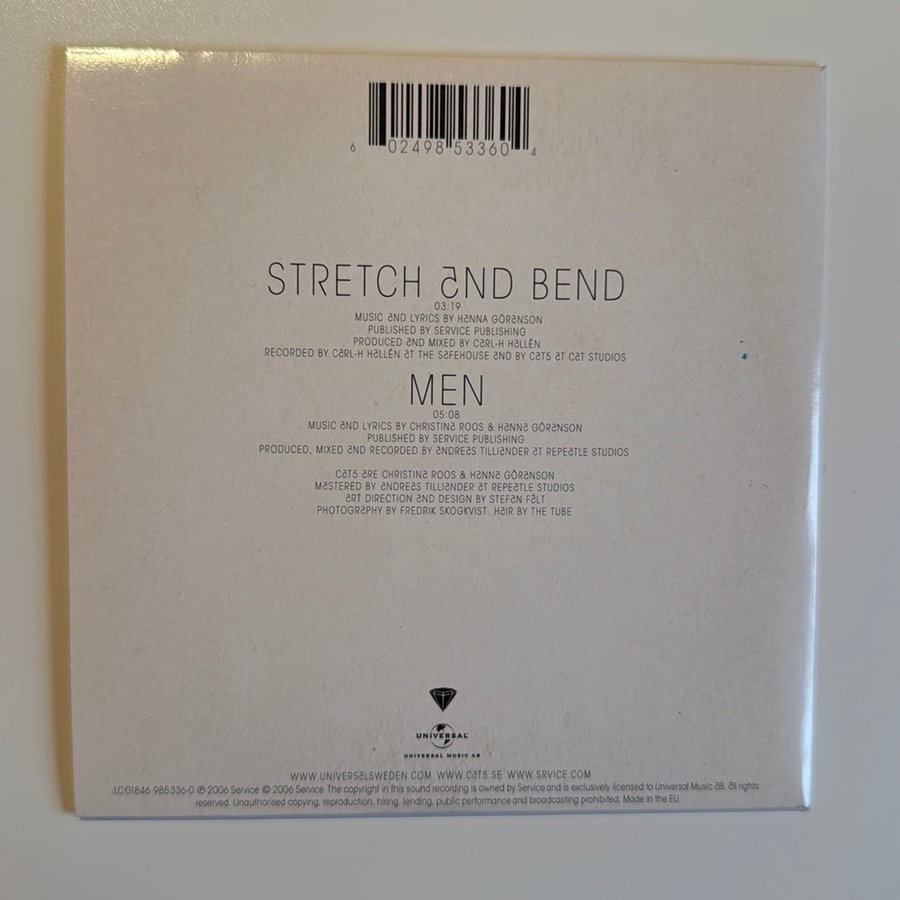 6 02498 53360 4
STRETCH AND BEND
03:19
MUSIC AND LYRICS BY HANNA GÖRANSON
PUBLISHED BY SERVICE PUBLISHING
PRODUCED AND MIXED BY CARL-H HALLÉN
RECORDED BY CARL-H HALLÉN AT THE SAFEHOUSE AND BY CAT5 AT CAT STUDIOS
MEN
05:08
MUSIC AND LYRICS BY CHRISTINA ROOS & HANNA GÖRANSON
PUBLISHED BY SERVICE PUBLISHING
PRODUCED, MIXED AND RECORDED BY ANDREAS TILLIANDER AT REPEATLE STUDIOS
CAT5 ARE CHRISTINA ROOS & HANNA GÖRANSON
MASTERED BY ANDREAS TILLIANDER AT REPEATLE STUDIOS
ART DIRECTION AND DESIGN BY STEFAN FÄLT
PHOTOGRAPHY BY FREDRIK SKOGKVIST. HAIR BY THE TUBE
UNIVERSAL
UNIVERSAL MUSIC AB
WWW.UNIVERSALSWEDEN.COM WWW.CAT5.SE WWW.SRVICE.COM
LC01846 985336-0 ℗ 2006 Service © 2006 Service The copyright in this sound recording is owned by Service and is exclusively licensed to Universal Music AB. All rights
reserved. Unauthorised copying, reproduction, hiring, lending, public performance and broadcasting prohibited. Made in the EU.